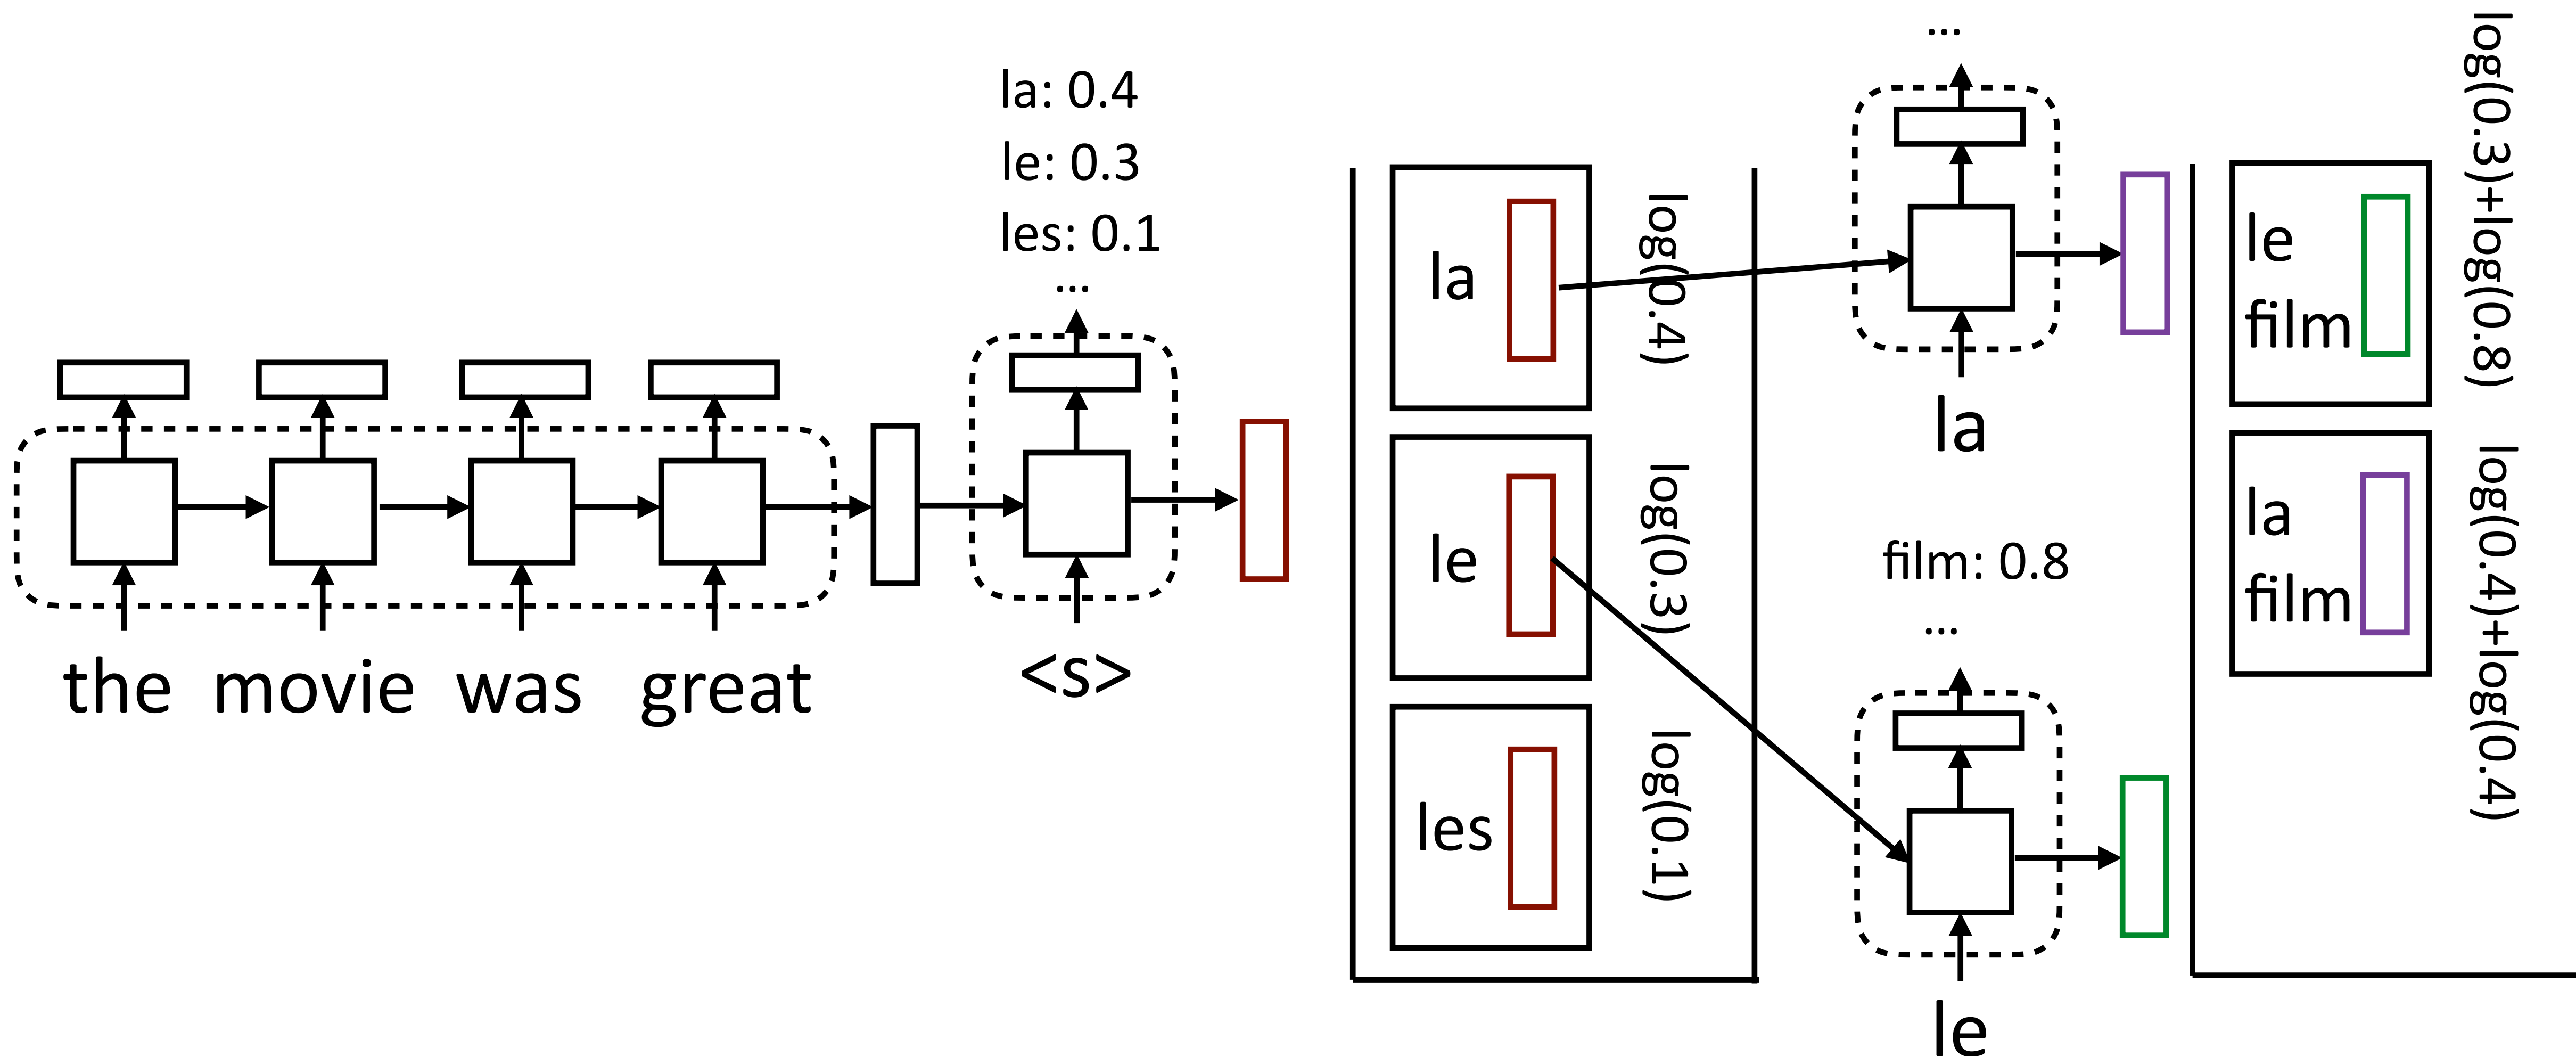 la: 0.4
le: 0.3
les: 0.1
...
the movie was great
<s>
la
log(0.4)
le
log(0.3)
les
log(0.1)
...
la
film: 0.8
...
le
le
film
log(0.3)+log(0.8)
la
film
log(0.4)+log(0.4)